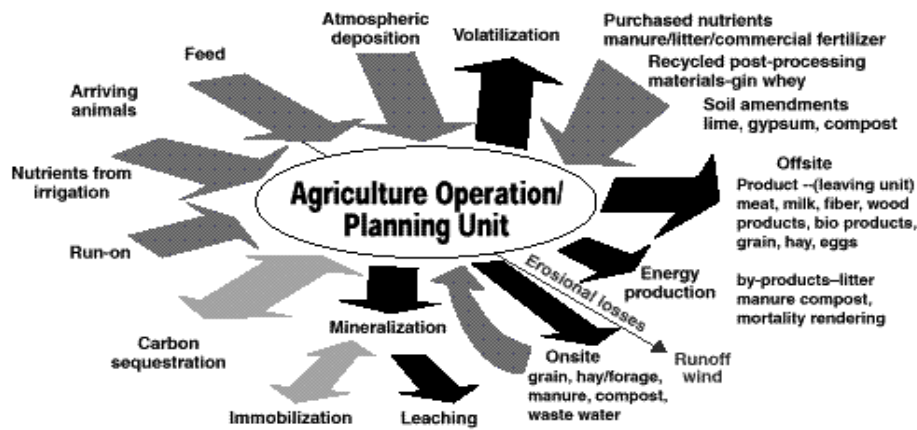 Atmospheric
deposition
Volatilization
Purchased nutrients
manure/litter/commercial fertilizer
Recycled post-processing
materials-gin whey
Soil amendments
lime, gypsum, compost
Feed
Arriving
animals
Nutrients from
irrigation
Run-on
Agriculture Operation/
Planning Unit
Offsite
Product --(leaving unit)
meat, milk, fiber, wood
products, bio products,
grain, hay, eggs
by-products–litter
manure compost,
mortality rendering
Energy
production
Erosional losses
Runoff
wind
Onsite
grain, hay/forage,
manure, compost,
waste water
Mineralization
Carbon
sequestration
Immobilization
Leaching